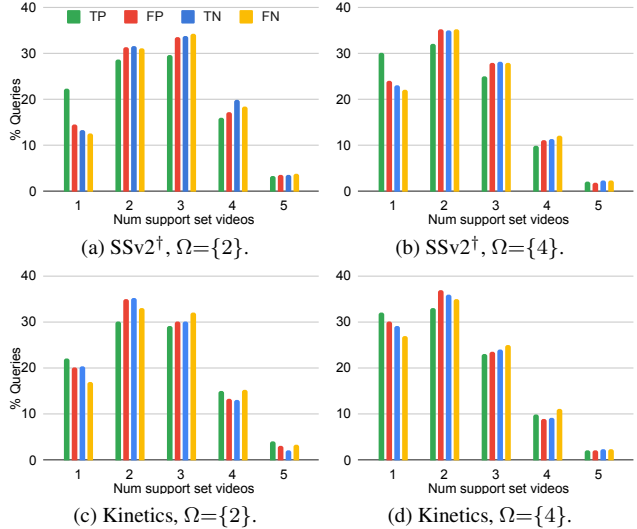 TP FP TN FN
40
30
20
10
0
% Queries
1 2 3 4 5
Num support set videos
(a) SSv2†, Ω={2}.
40
30
20
10
0
1 2 3 4 5
Num support set videos
(b) SSv2†, Ω={4}.
40
30
20
10
0
% Queries
1 2 3 4 5
Num support set videos
(c) Kinetics, Ω={2}.
40
30
20
10
0
1 2 3 4 5
Num support set videos
(d) Kinetics, Ω={4}.